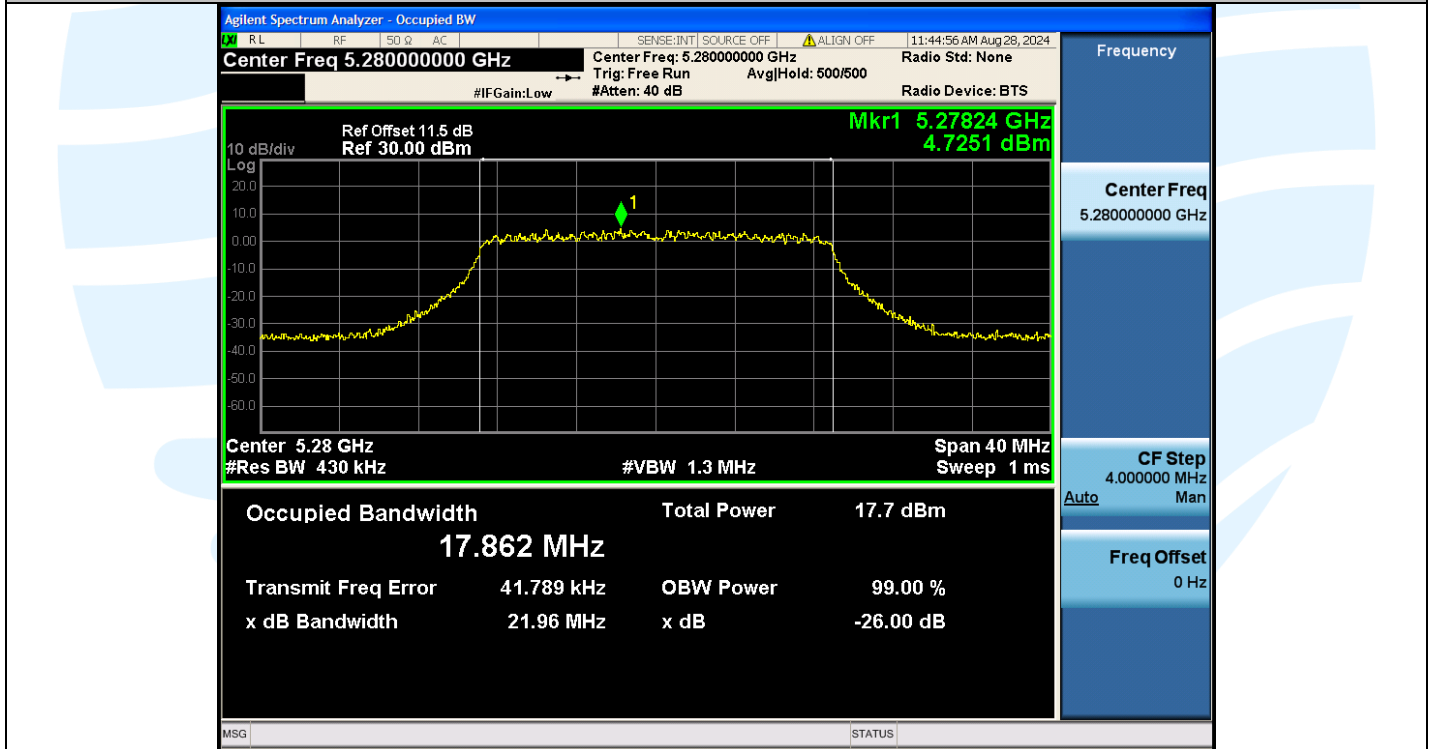 Agilent Spectrum Analyzer - Occupied BW
LXI RL RF 50 Ω AC SENSE:INT SOURCE OFF ALIGN OFF 11:44:56 AM Aug 28, 2024
Center Freq 5.280000000 GHz
Center Freq: 5.280000000 GHz
Radio Std: None
Trig: Free Run Avg|Hold: 500/500
#IFGain:Low
#Atten: 40 dB
Radio Device: BTS
Mkr1 5.27824 GHz
4.7251 dBm
Ref Offset 11.5 dB
10 dB/div Ref 30.00 dBm
Log
20.0
10.0
0.00
-10.0
-20.0
-30.0
-40.0
-50.0
-60.0
1
Center 5.28 GHz Span 40 MHz
#Res BW 430 kHz #VBW 1.3 MHz Sweep 1 ms
Occupied Bandwidth Total Power 17.7 dBm
17.862 MHz
Transmit Freq Error 41.789 kHz OBW Power 99.00 %
x dB Bandwidth 21.96 MHz x dB -26.00 dB
MSG STATUS
Frequency
Center Freq
5.280000000 GHz
CF Step
4.000000 MHz
Auto Man
Freq Offset
0 Hz